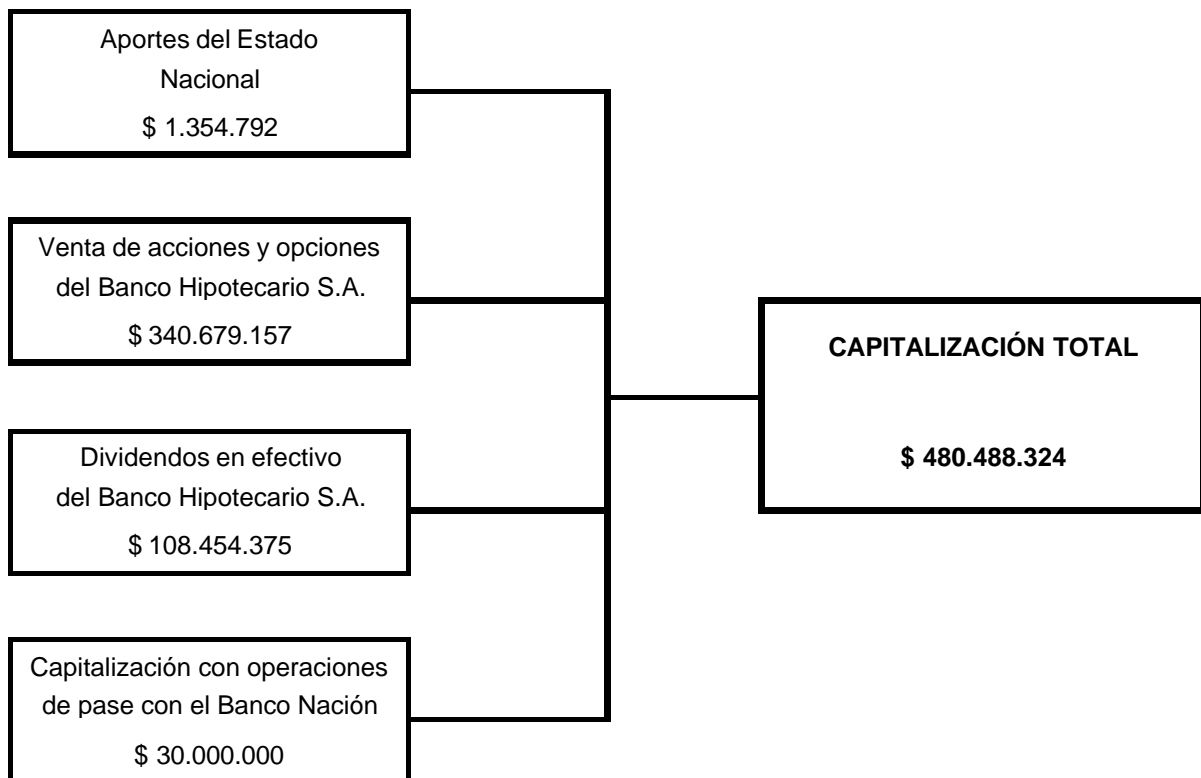 Aportes del Estado
Nacional
$ 1.354.792
Venta de acciones y opciones
del Banco Hipotecario S.A.
$ 340.679.157
Dividendos en efectivo
del Banco Hipotecario S.A.
$ 108.454.375
Capitalización con operaciones
de pase con el Banco Nación
$ 30.000.000
CAPITALIZACIÓN TOTAL
$ 480.488.324